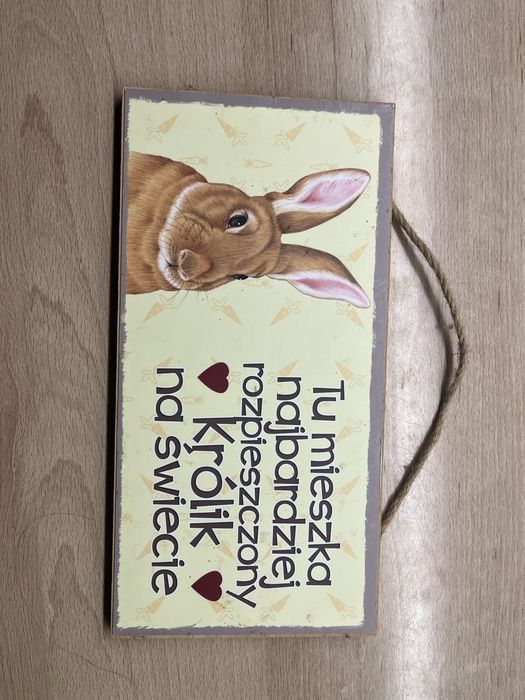 Tu mieszka
najbardziej
rozpieszczony
królik
na świecie